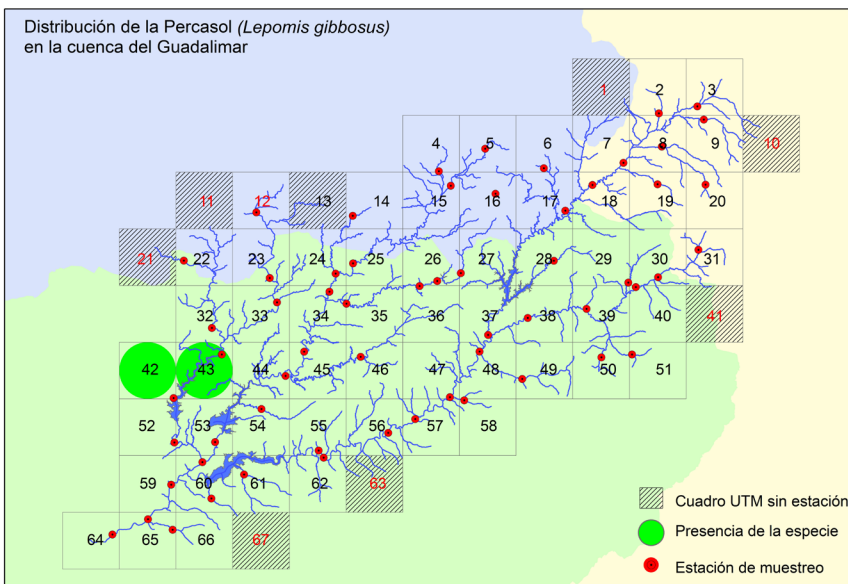 Distribución de la Percasol (Lepomis gibbosus)
en la cuenca del Guadalimar
1 2 3
4 5 6 7 8 9 10
11 12 13 14 15 16 17 18 19 20
21 22 23 24 25 26 27 28 29 30 31
32 33 34 35 36 37 38 39 40 41
42 43 44 45 46 47 48 49 50 51
52 53 54 55 56 57 58
59 60 61 62 63
64 65 66 67
Cuadro UTM sin estación
Presencia de la especie
Estación de muestreo